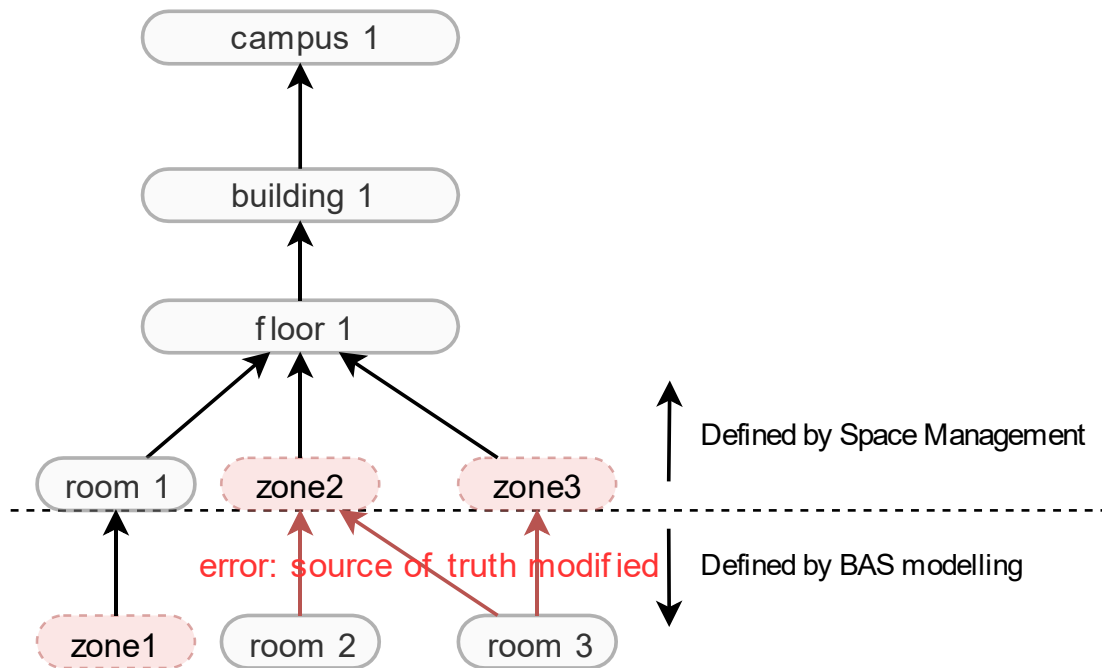 campus 1
building 1
floor 1
Defined by Space Management
room 1
zone2
zone3
error: source of truth modified
Defined by BAS modelling
zone1
room 2
room 3